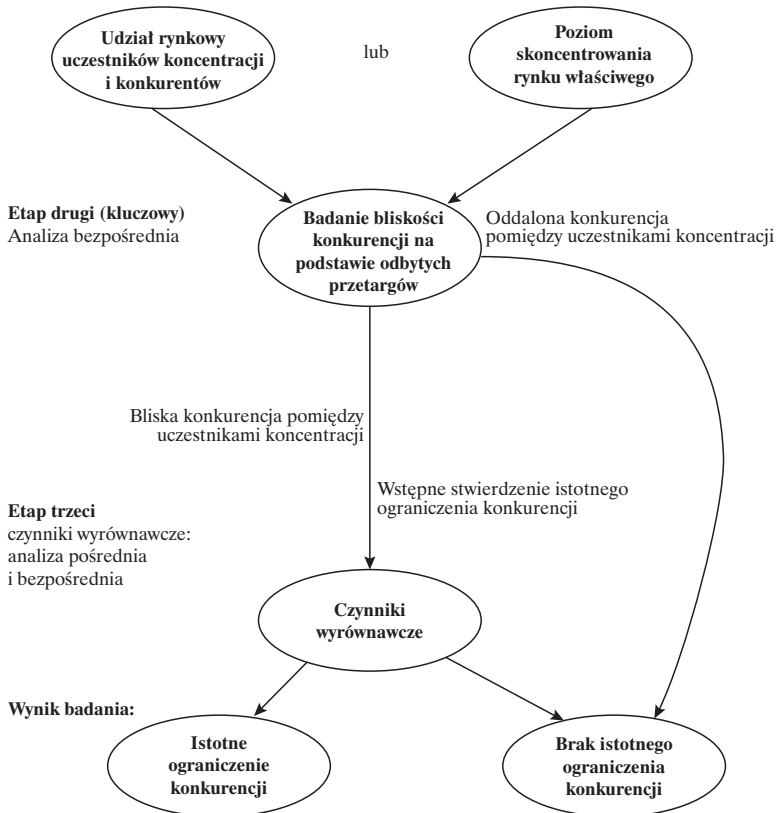 Udział rynkowy
uczestników koncentracji
i konkurentów
lub
Poziom
skoncentrowania
rynku właściwego
Etap drugi (kluczowy)
Analiza bezpośrednia
Badanie bliskości
konkurencji na
podstawie odbytych
przetargów
Oddalona konkurencja
pomiędzy uczestnikami koncentracji
Bliska konkurencja pomiędzy
uczestnikami koncentracji
Wstępne stwierdzenie istotnego
ograniczenia konkurencji
Etap trzeci
czynniki wyrównawcze:
analiza pośrednia
i bezpośrednia
Czynniki
wyrównawcze
Wynik badania:
Istotne
ograniczenie
konkurencji
Brak istotnego
ograniczenia
konkurencji